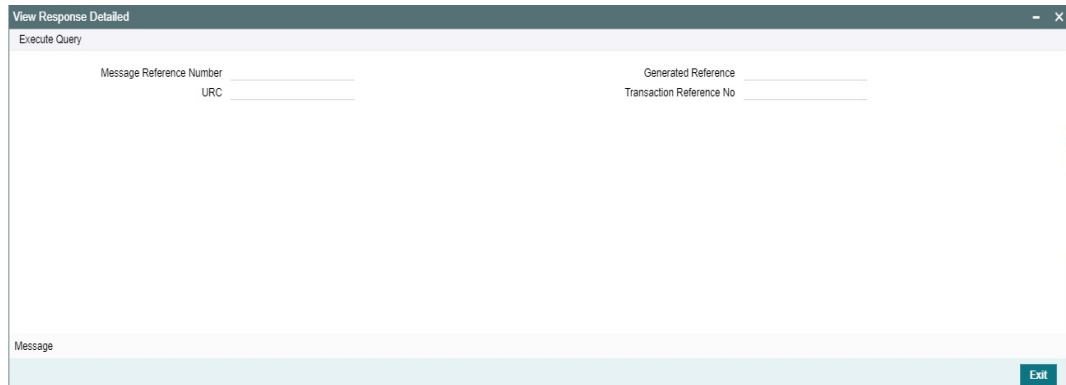 View Response Detailed
Execute Query
Message Reference Number
Generated Reference
URC
Transaction Reference No
Message
Exit